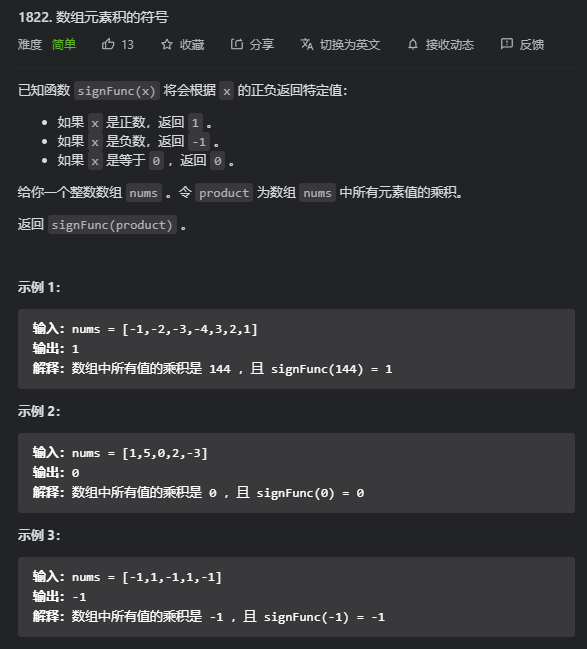 1822. 数组元素积的符号
难度 简单 13 收藏 分享 切换为英文 接收动态 反馈
已知函数 signFunc(x) 将会根据 x 的正负返回特定值：
• 如果 x 是正数，返回 1 。
• 如果 x 是负数，返回 -1 。
• 如果 x 是等于 0 ，返回 0 。
给你一个整数数组 nums 。令 product 为数组 nums 中所有元素值的乘积。
返回 signFunc(product) 。
示例 1：
输入：nums = [-1,-2,-3,-4,3,2,1]
输出：1
解释：数组中所有值的乘积是 144 ，且 signFunc(144) = 1
示例 2：
输入：nums = [1,5,0,2,-3]
输出：0
解释：数组中所有值的乘积是 0 ，且 signFunc(0) = 0
示例 3：
输入：nums = [-1,1,-1,1,-1]
输出：-1
解释：数组中所有值的乘积是 -1 ，且 signFunc(-1) = -1